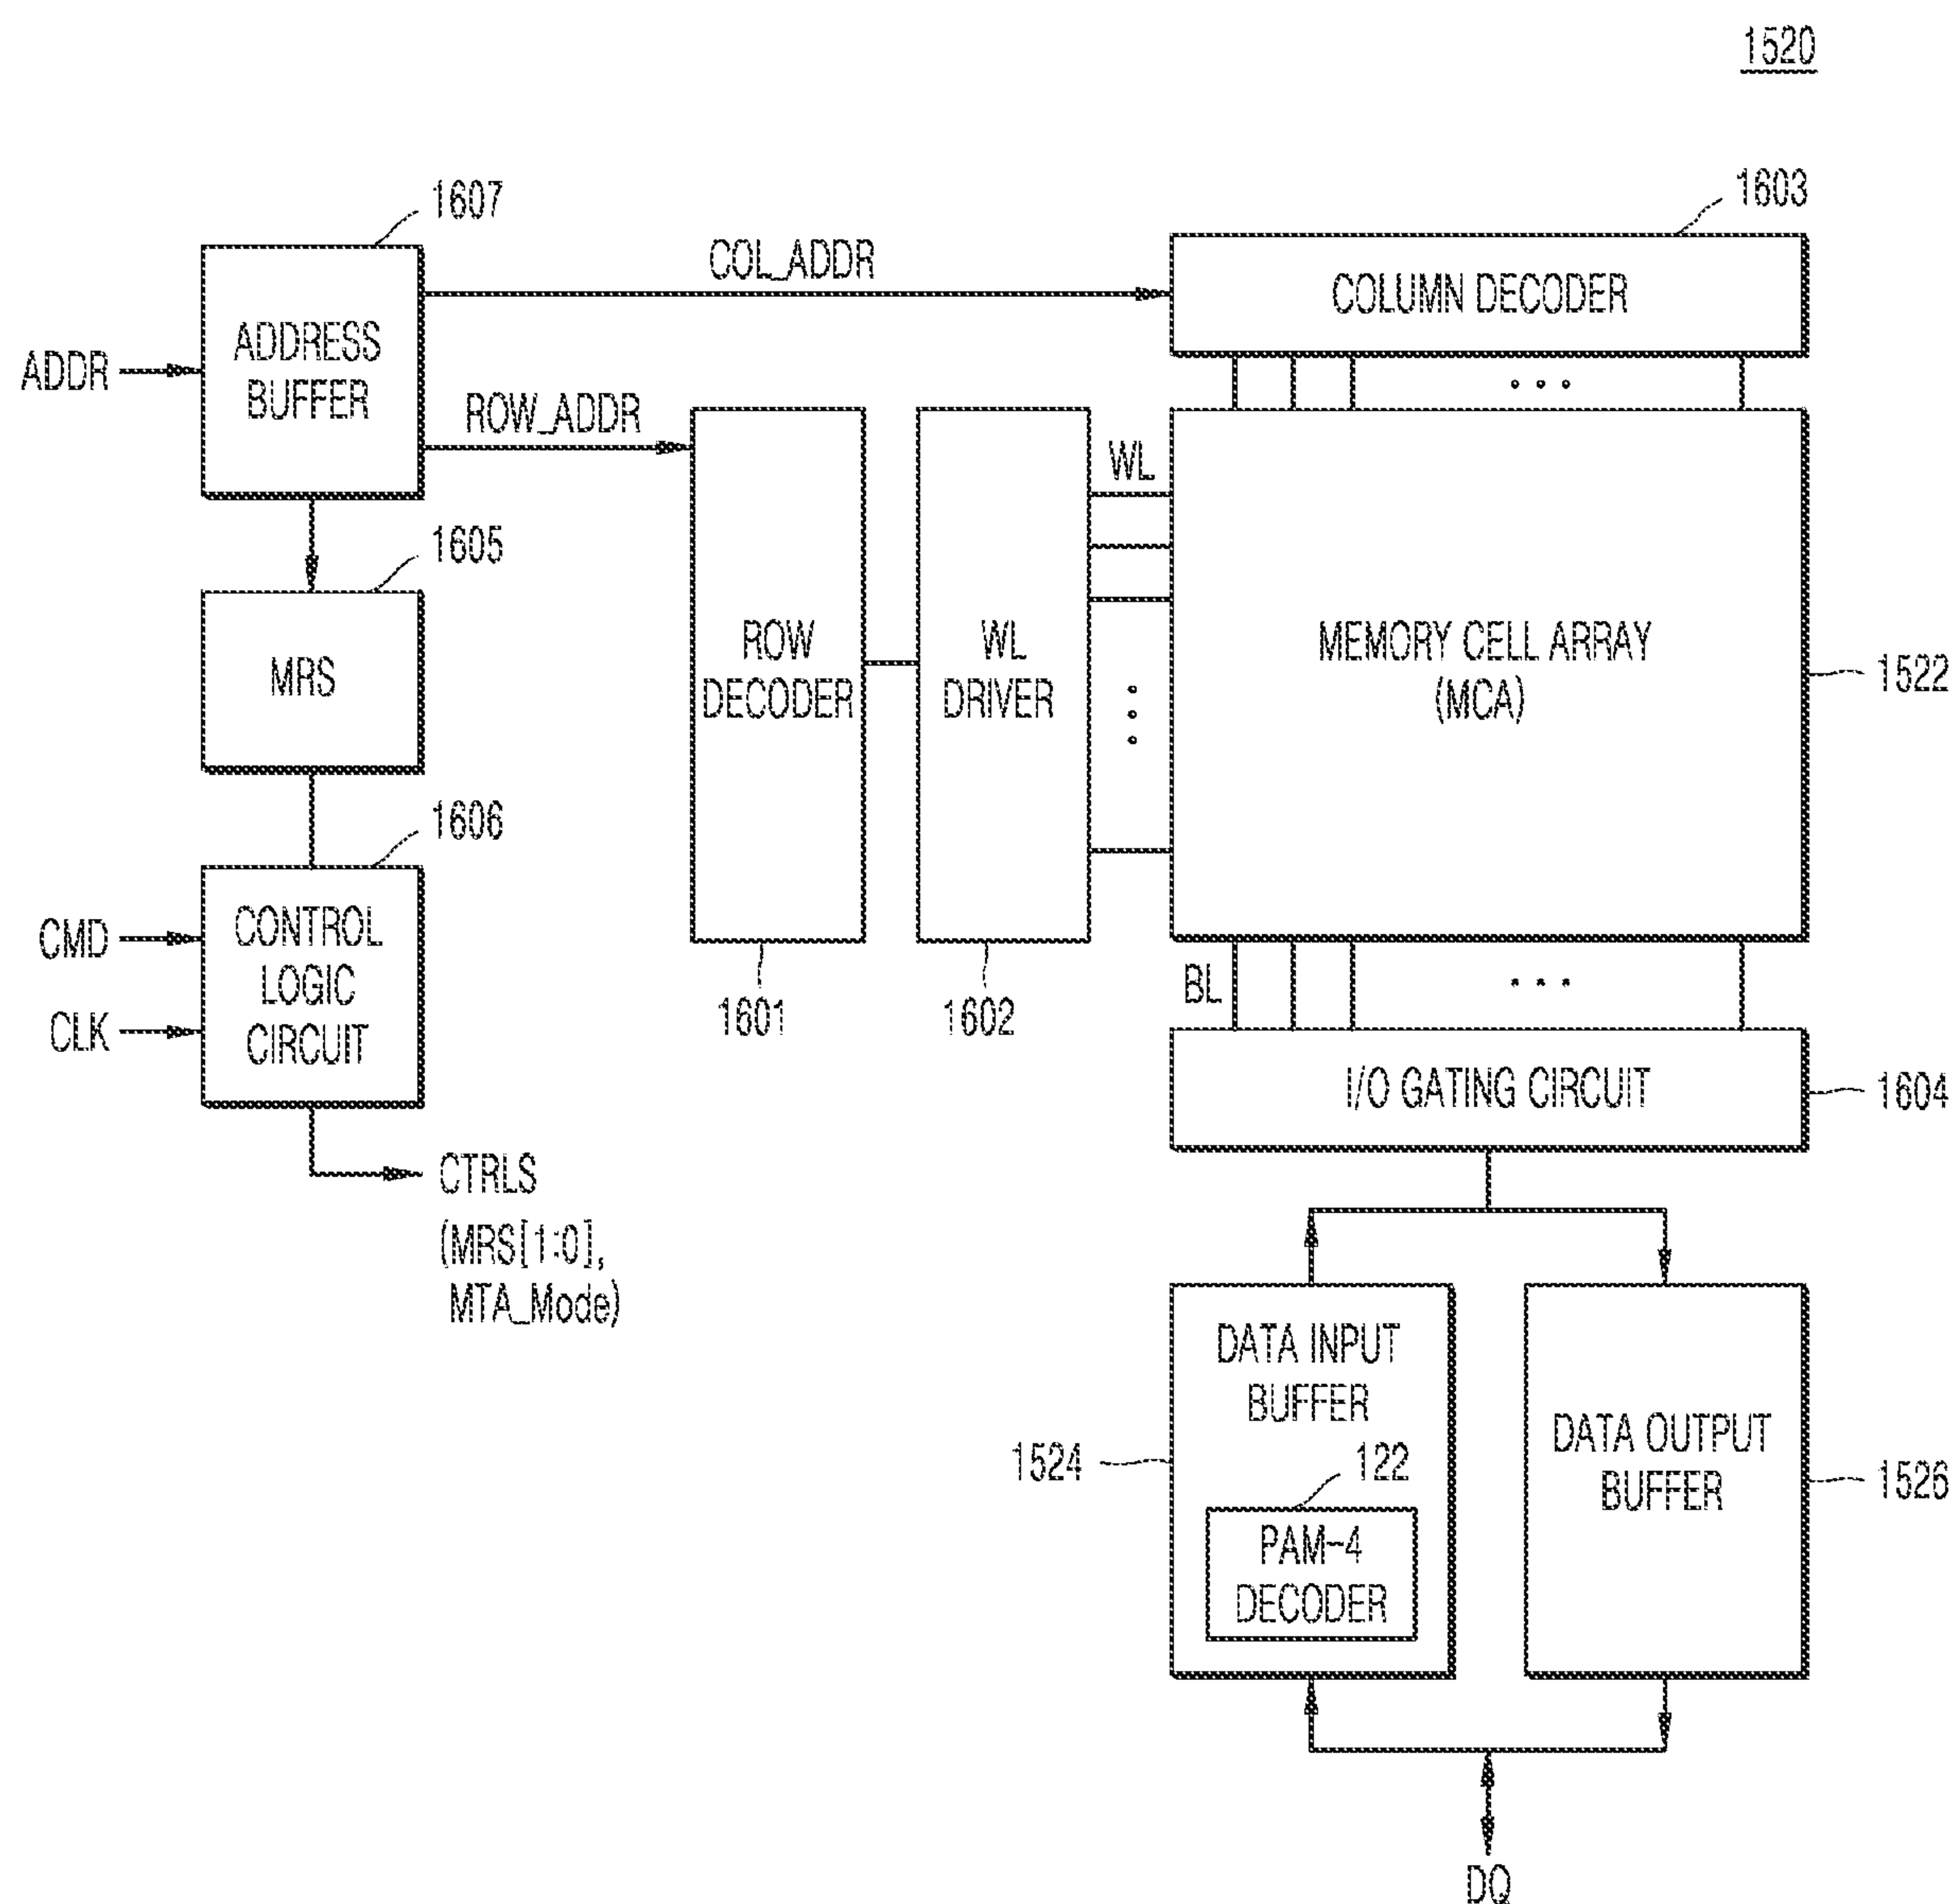 1520
1607
1603
COL_ADDR
COLUMN DECODER
ADDRESS
BUFFER
ADDR
ROW_ADDR
WL
1605
MRS
ROW
DECODER
WL
DRIVER
MEMORY CELL ARRAY
(MCA)
1522
1606
CONTROL
LOGIC
CIRCUIT
CMD
CLK
1601
1602
BL
I/O GATING CIRCUIT
1604
CTRLS
(MRS[1:0],
MTA_Mode)
DATA INPUT
BUFFER
1524
122
PAM-4
DECODER
DATA OUTPUT
BUFFER
1526
DQ